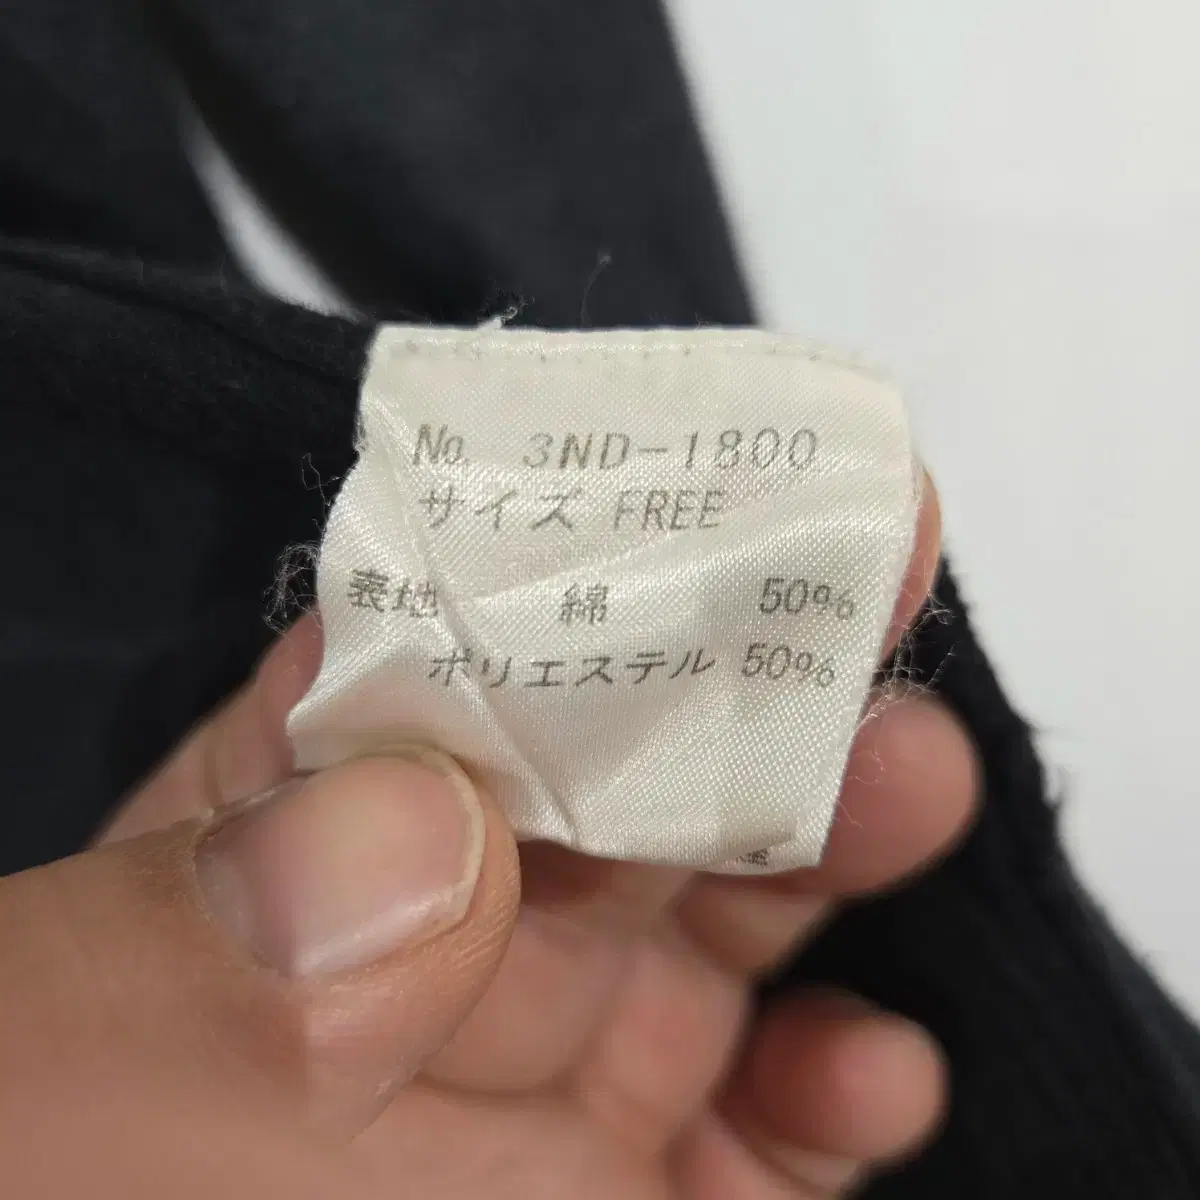 No. 3ND-1800
サイズ FREE
表地 綿 50%
ポリエステル 50%